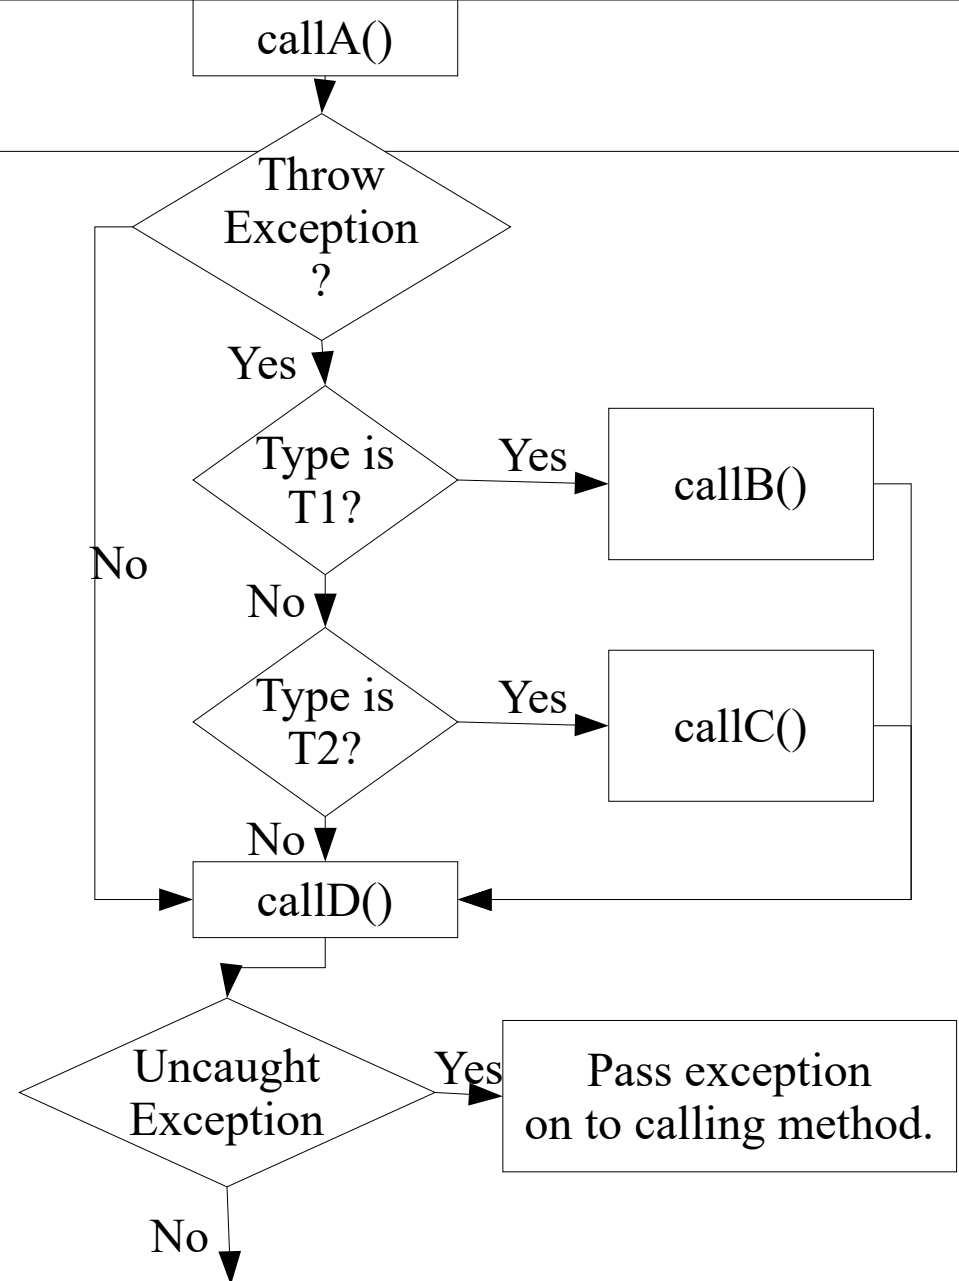 callA()
Throw
Exception
?
Yes
Type is
T1?
Yes
callB()
No
No
Type is
T2?
Yes
callC()
No
callD()
Uncaught
Exception
Yes
Pass exception
on to calling method.
No